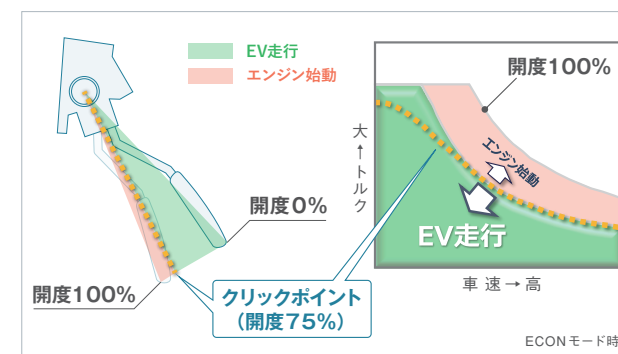 EV走行
エンジン始動
開度0%
開度100%
クリックポイント
(開度75%)
開度100%
エンジン始動
EV走行
大←トルク
車速→高
ECONモード時